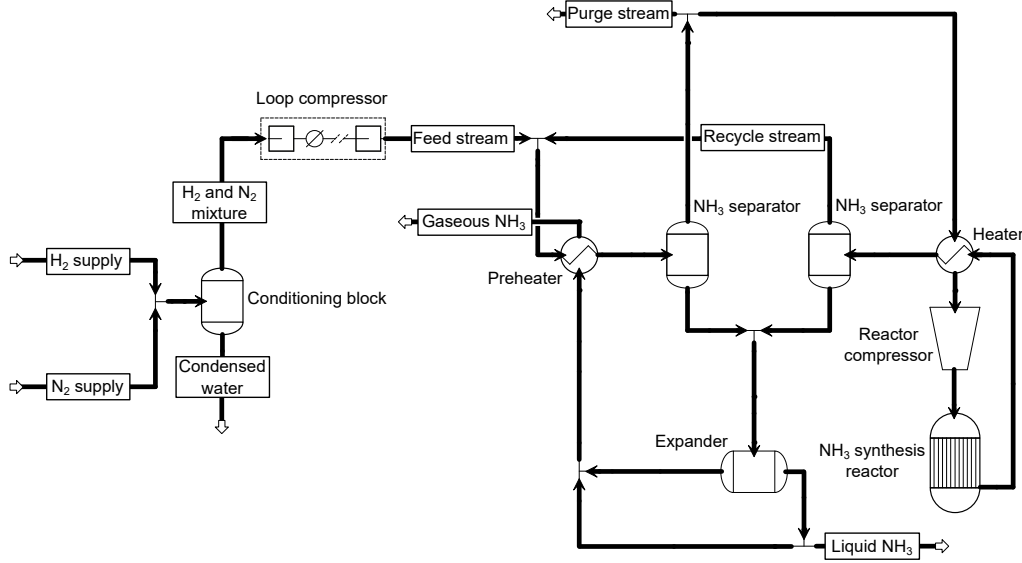 Purge stream
Loop compressor
Feed stream
Recycle stream
H₂ and N₂
mixture
NH₃ separator
NH₃ separator
Gaseous NH₃
Heater
H₂ supply
Preheater
Conditioning block
Reactor
compressor
Condensed
water
N₂ supply
Expander
NH₃ synthesis
reactor
Liquid NH₃